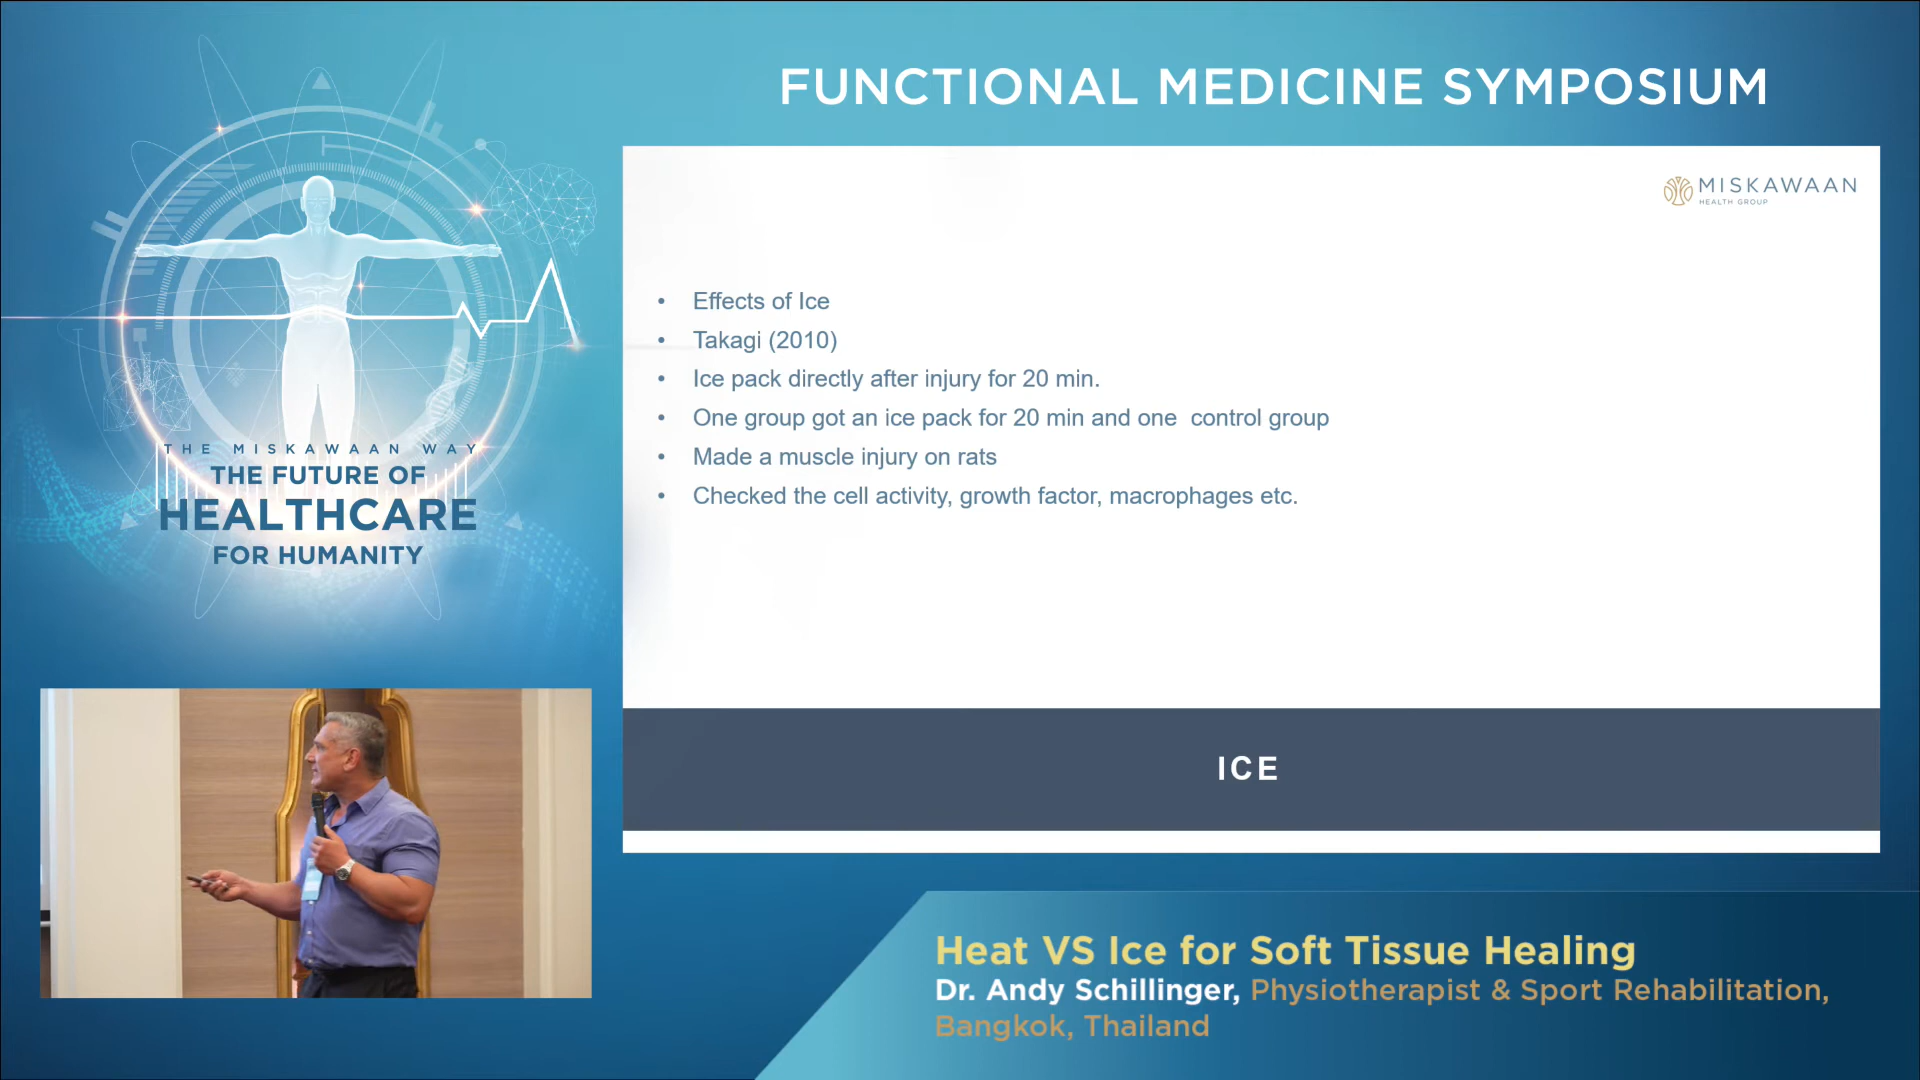 FUNCTIONAL MEDICINE SYMPOSIUM
MISKAWAAN
HEALTH GROUP
• Effects of Ice
• Takagi (2010)
• Ice pack directly after injury for 20 min.
• One group got an ice pack for 20 min and one  control group
• Made a muscle injury on rats
• Checked the cell activity, growth factor, macrophages etc.
ICE
THE MISKAWAAN WAY
THE FUTURE OF
HEALTHCARE
FOR HUMANITY
Heat VS Ice for Soft Tissue Healing
Dr. Andy Schillinger, Physiotherapist & Sport Rehabilitation,
Bangkok, Thailand